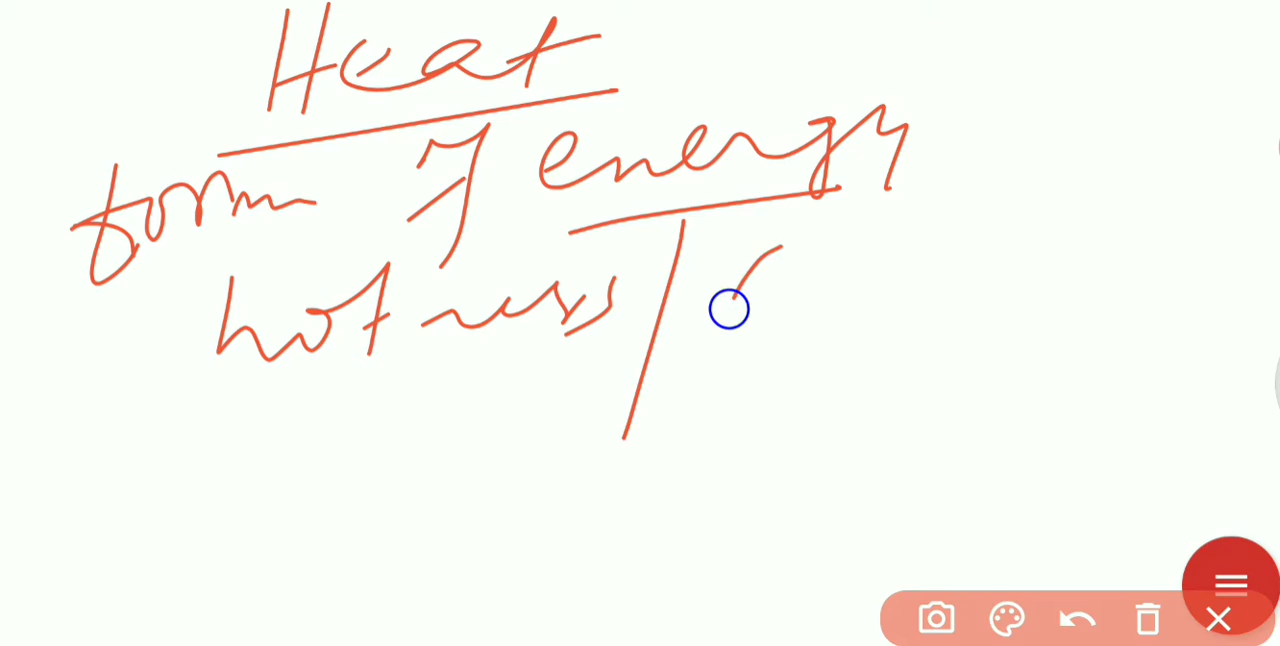 Heat
form of energy
hotness /